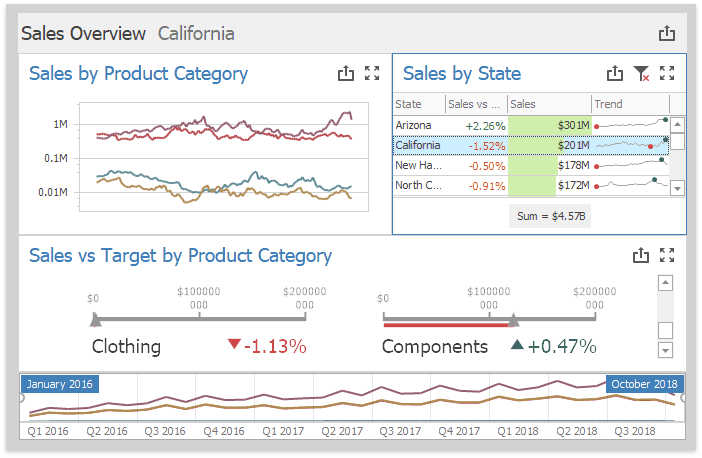 Sales Overview California
Sales by Product Category
1M
0.1M
0.01M
Sales by State
State Sales vs ... Sales Trend
Arizona +2.26% $301M
California -1.52% $201M
New Ha... -0.50% $178M
North C... -0.91% $172M
Sum = $4.57B
Sales vs Target by Product Category
$0 $100000 $200000
000 000
Clothing -1.13%
$0 $100000 $200000
000 000
Components +0.47%
January 2016 October 2018
Q1 2016 Q2 2016 Q3 2016 Q4 2016 Q1 2017 Q2 2017 Q3 2017 Q4 2017 Q1 2018 Q2 2018 Q3 2018